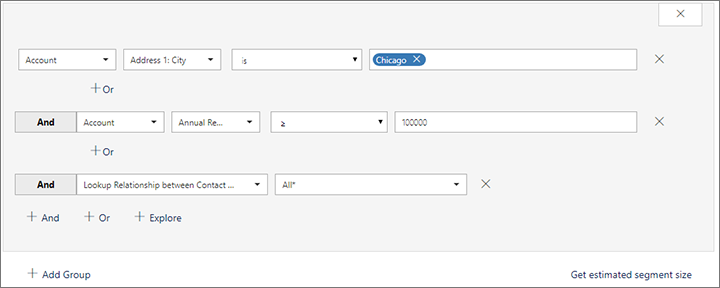 Account Address 1: City is Chicago
Or
And Account Annual Re... ≥ 100000
Or
And Lookup Relationship between Contact ... All*
And Or Explore
Add Group Get estimated segment size